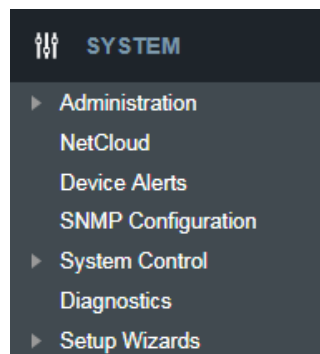 SYSTEM
Administration
NetCloud
Device Alerts
SNMP Configuration
System Control
Diagnostics
Setup Wizards